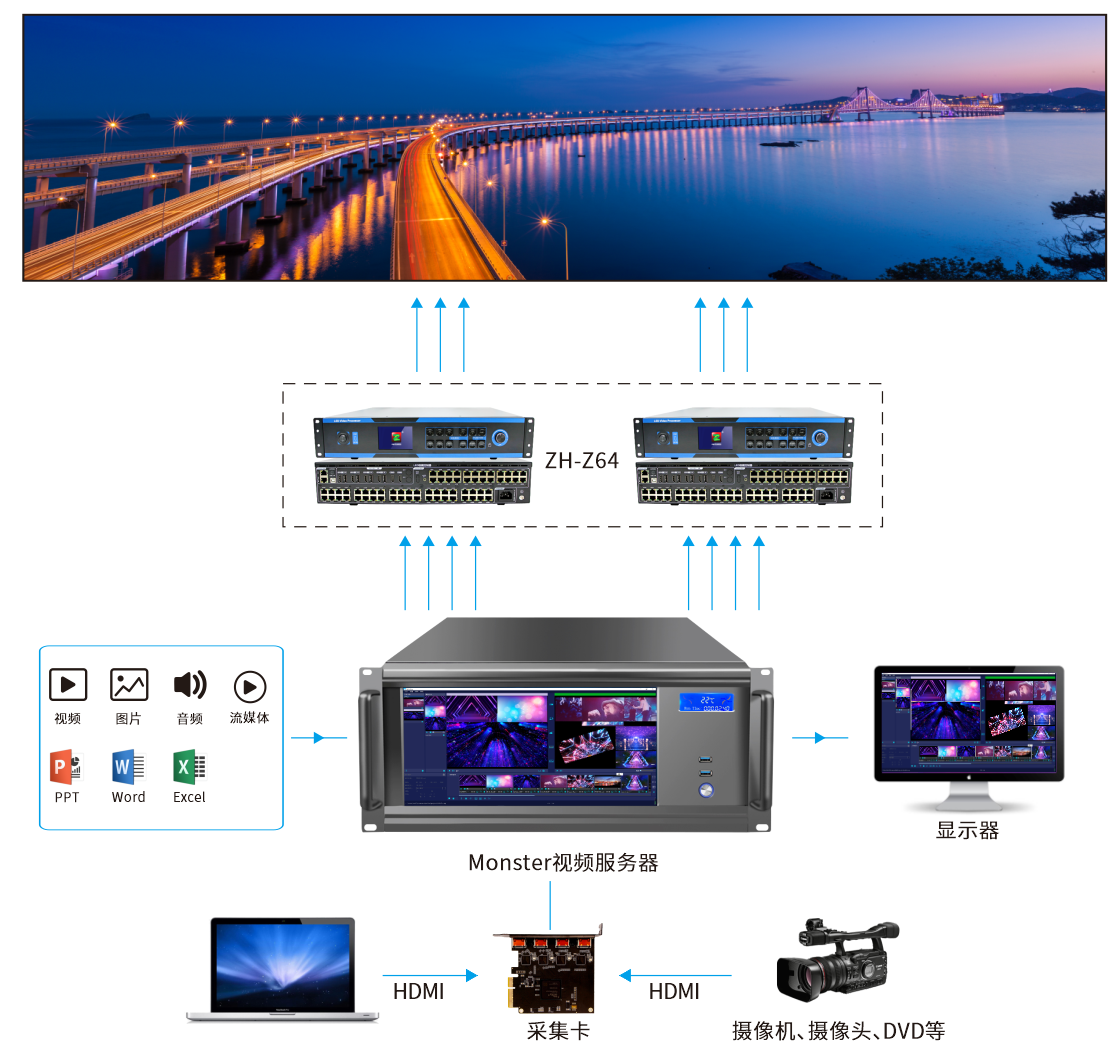 ZH-Z64
视频
图片
音频
流媒体
PPT
Word
Excel
22℃
Monster视频服务器
显示器
HDMI
HDMI
采集卡
摄像机、摄像头、DVD等